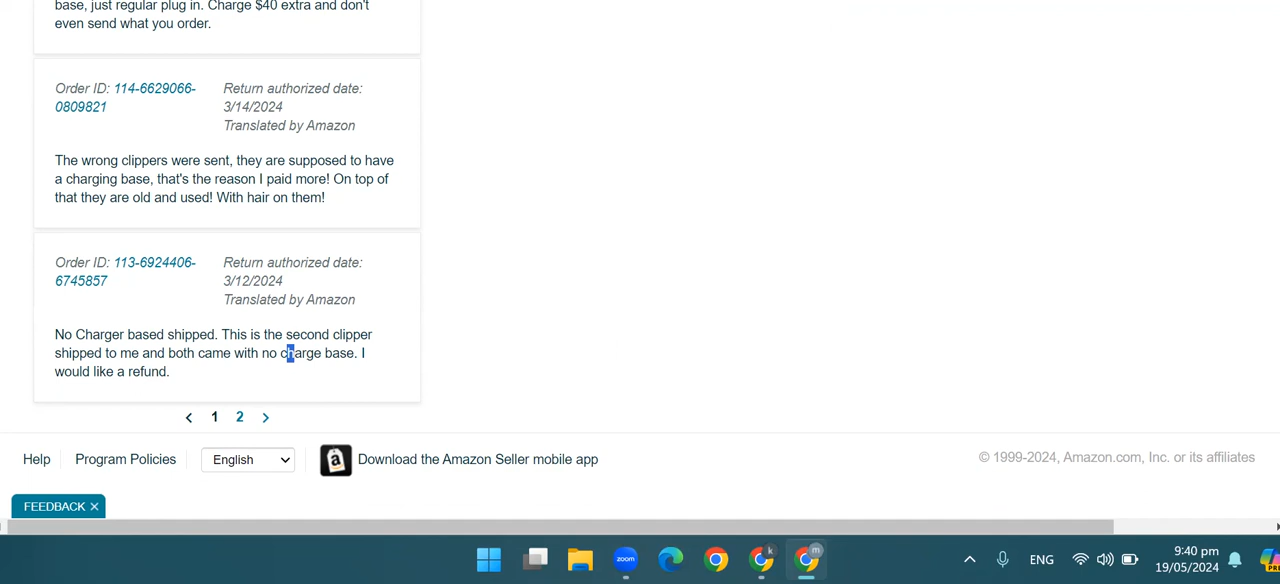 base, just regular plug in. Charge $40 extra and don't
even send what you order.
Order ID: 114-6629066-
0809821
Return authorized date:
3/14/2024
Translated by Amazon
The wrong clippers were sent, they are supposed to have
a charging base, that's the reason I paid more! On top of
that they are old and used! With hair on them!
Order ID: 113-6924406-
6745857
Return authorized date:
3/12/2024
Translated by Amazon
No Charger based shipped. This is the second clipper
shipped to me and both came with no charge base. I
would like a refund.
1 2
Help Program Policies English Download the Amazon Seller mobile app © 1999-2024, Amazon.com, Inc. or its affiliates
FEEDBACK
zoom k m ENG 9:40 pm
19/05/2024
PRE